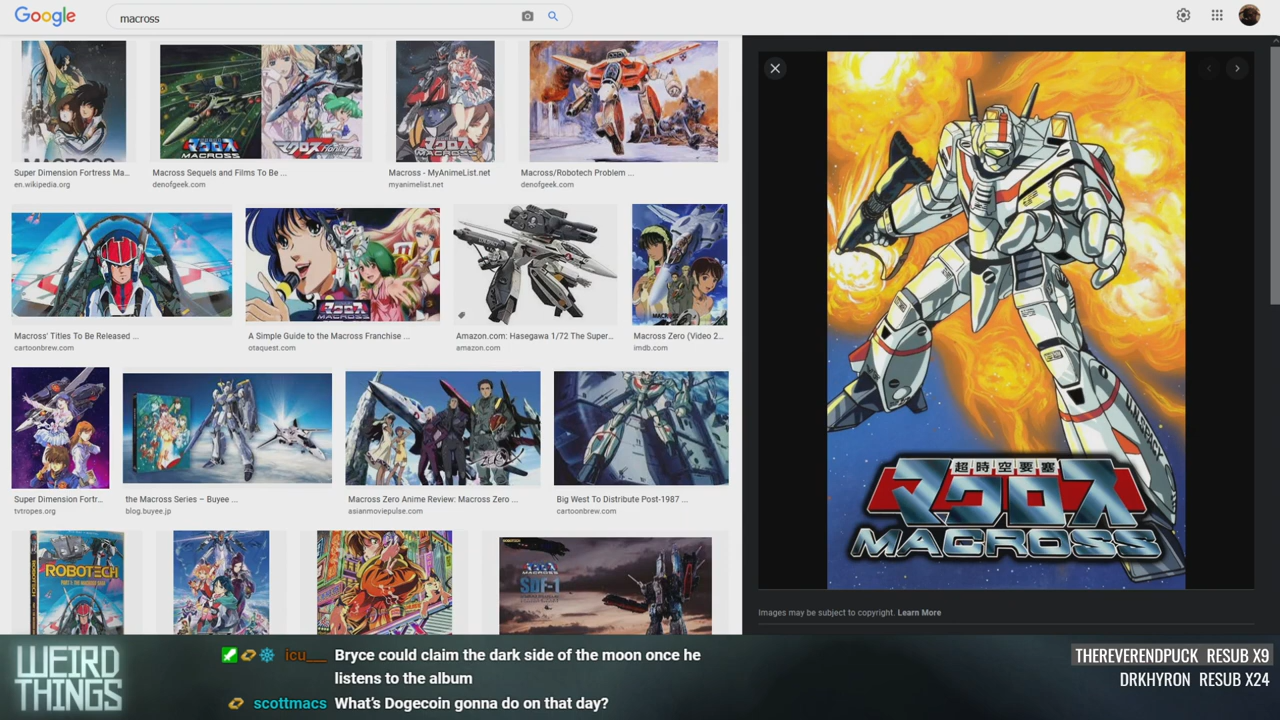 Google
macross
Super Dimension Fortress Ma...
en.wikipedia.org
Macross Sequels and Films To Be ...
denofgeek.com
Macross - MyAnimeList.net
myanimelist.net
Macross/Robotech Problem ...
denofgeek.com
Macross' Titles To Be Released ...
cartoonbrew.com
A Simple Guide to the Macross Franchise ...
otaquest.com
Amazon.com: Hasegawa 1/72 The Super...
amazon.com
Macross Zero (Video 2...
imdb.com
Super Dimension Fortr...
tvtropes.org
the Macross Series – Buyee ...
blog.buyee.jp
Macross Zero Anime Review: Macross Zero ...
asianmoviepulse.com
Big West To Distribute Post-1987 ...
cartoonbrew.com
ROBOTECH
SDF-1
超時空要塞
マクロス
MACROSS
Images may be subject to copyright. Learn More
WEIRD
THINGS
icu___ Bryce could claim the dark side of the moon once he
listens to the album
scottmacs What's Dogecoin gonna do on that day?
THEREVERENDPUCK RESUB X9
DRKHYRON RESUB X24